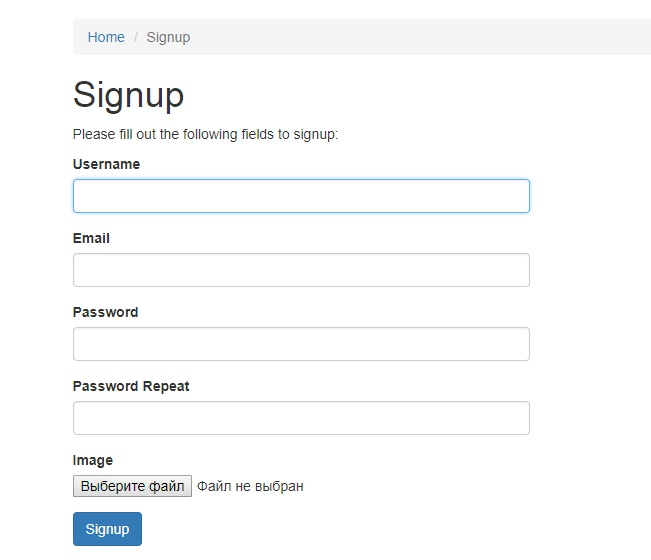 Home / Signup
Signup
Please fill out the following fields to signup:
Username
Email
Password
Password Repeat
Image
Выберите файл Файл не выбран
Signup